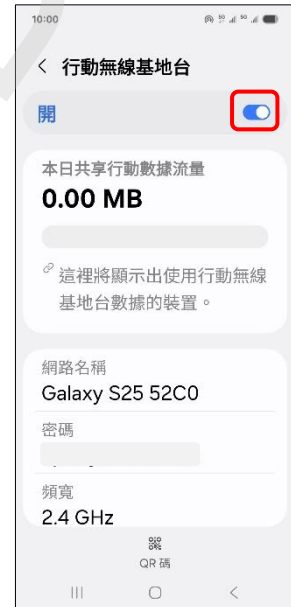 10:00
行動無線基地台
開
本日共享行動數據流量
0.00 MB
這裡將顯示出使用行動無線
基地台數據的裝置。
網路名稱
Galaxy S25 52C0
密碼
頻寬
2.4 GHz
QR 碼